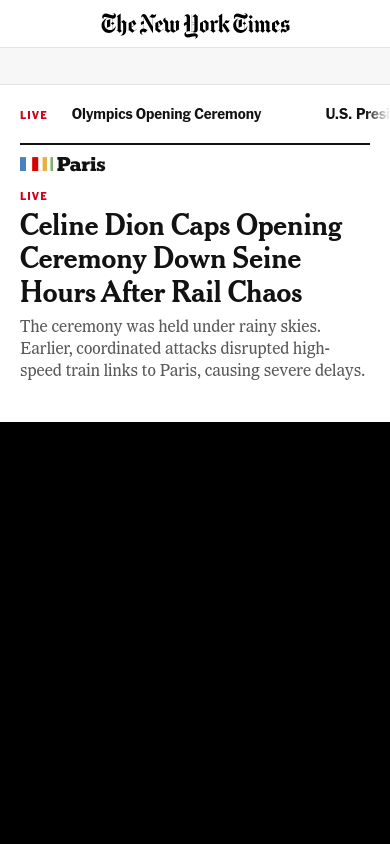 The New York Times
LIVE Olympics Opening Ceremony U.S. Pres
Paris
LIVE
Celine Dion Caps Opening
Ceremony Down Seine
Hours After Rail Chaos
The ceremony was held under rainy skies.
Earlier, coordinated attacks disrupted high-
speed train links to Paris, causing severe delays.